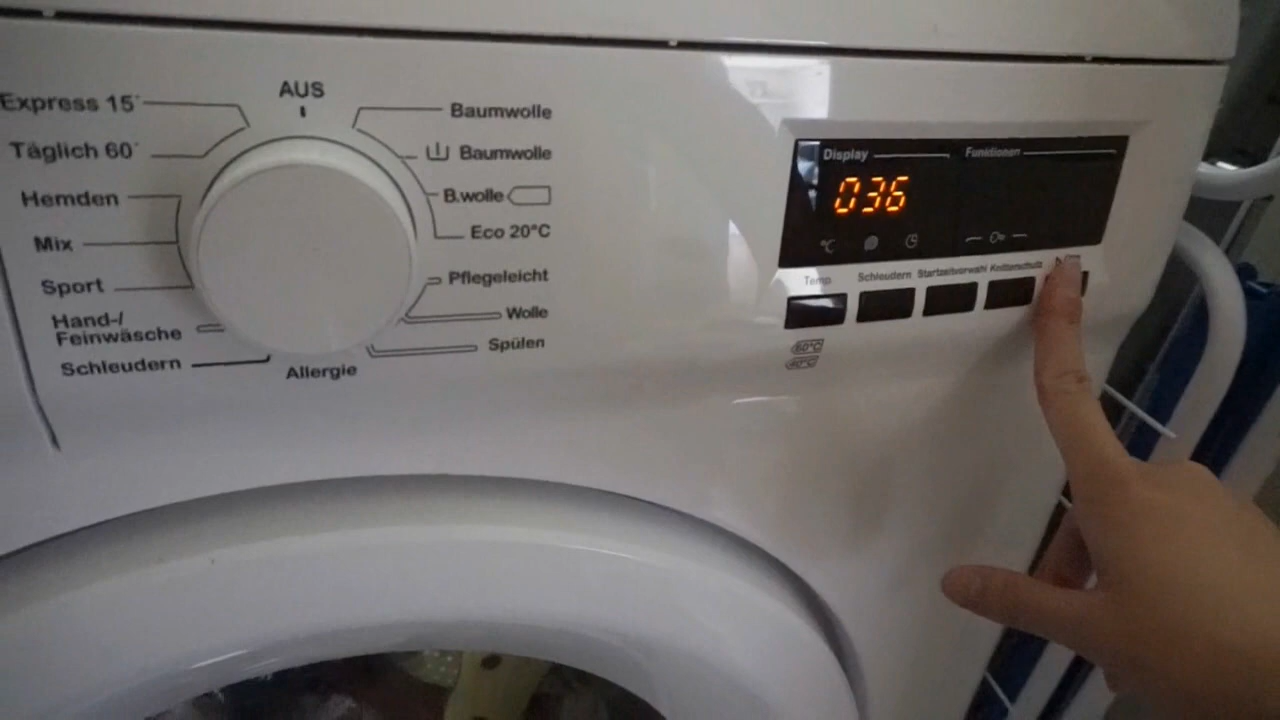 AUS
Express 15'
Täglich 60'
Hemden
Mix
Sport
Hand-/
Feinwäsche
Schleudern
Allergie
Baumwolle
Baumwolle
B.wolle
Eco 20°C
Pflegeleicht
Wolle
Spülen
Display Funktionen
036
°C
Temp. Schleudern Startzeitvorwahl Knitterschutz
60°C
40°C